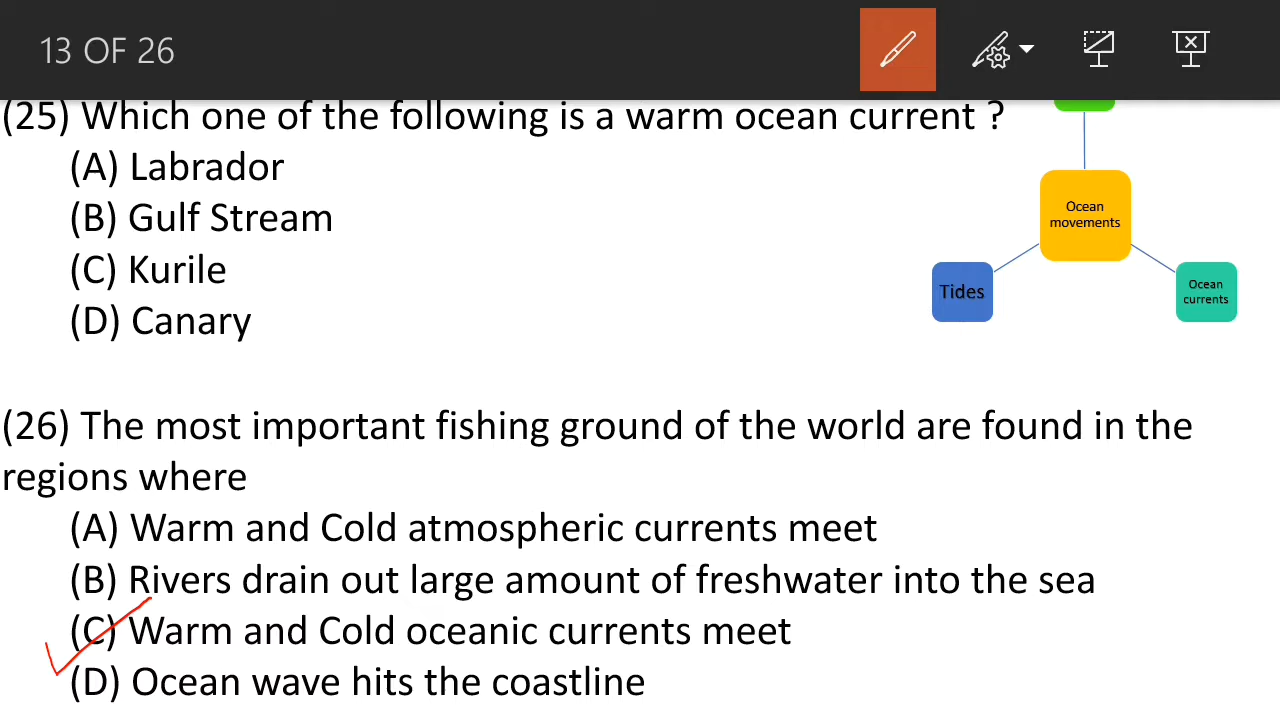 13 OF 26
(25) Which one of the following is a warm ocean current ?
(A) Labrador
(B) Gulf Stream
(C) Kurile
(D) Canary
Ocean
movements
Tides
Ocean
currents
(26) The most important fishing ground of the world are found in the
regions where
(A) Warm and Cold atmospheric currents meet
(B) Rivers drain out large amount of freshwater into the sea
(C) Warm and Cold oceanic currents meet
(D) Ocean wave hits the coastline